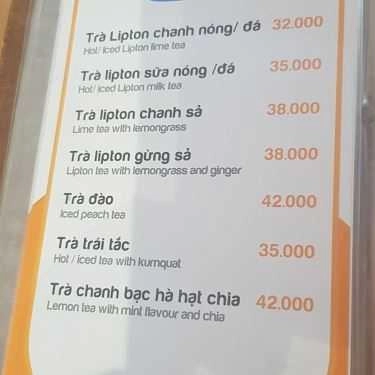 Trà Lipton chanh nóng/ đá 32.000
Hot/ Iced Lipton lime tea
Trà lipton sữa nóng /đá 35.000
Hot/ Iced Lipton milk tea
Trà lipton chanh sả 38.000
Lime tea with lemongrass
Trà lipton gừng sả 38.000
Lipton tea with lemongrass and ginger
Trà đào 42.000
Iced peach tea
Trà trái tắc 35.000
Hot / iced tea with kumquat
Trà chanh bạc hà hạt chia 42.000
Lemon tea with mint flavour and chia